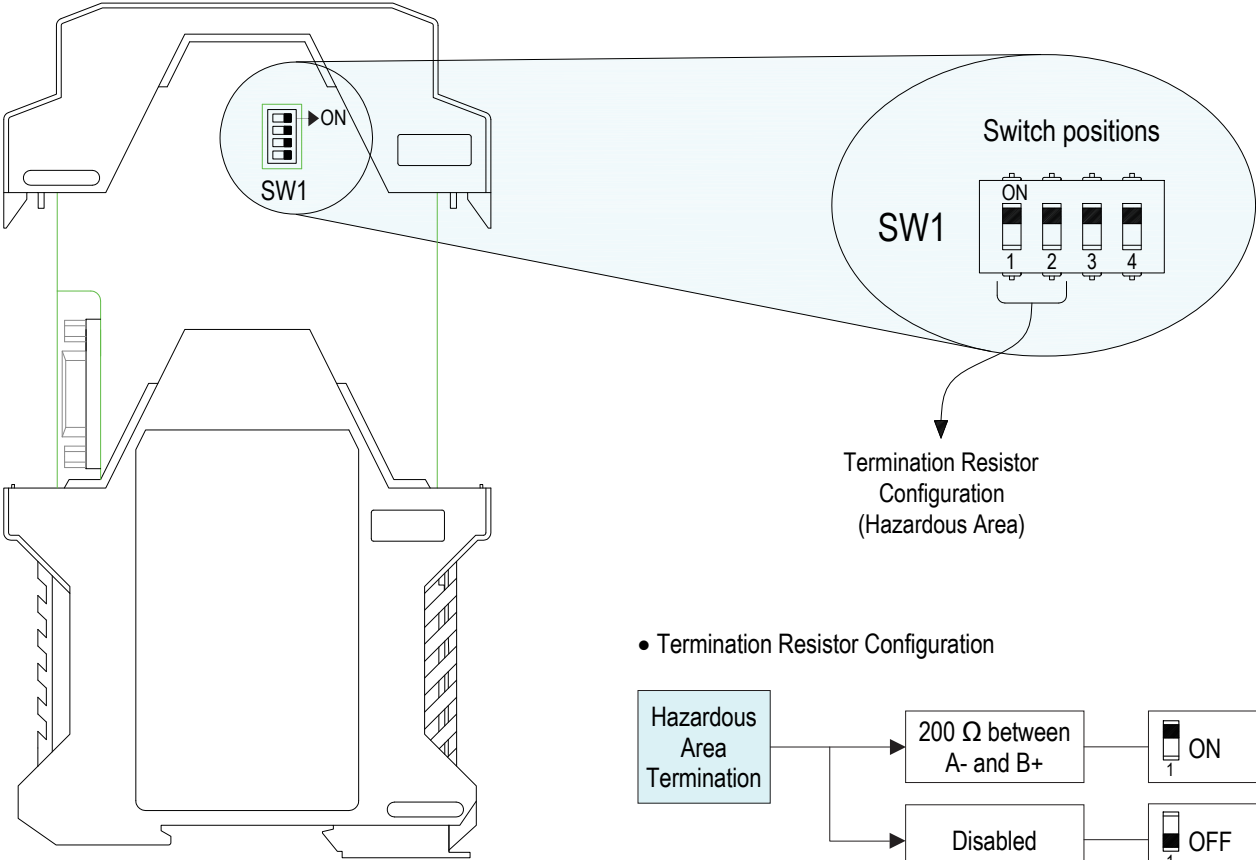 ON
SW1
Switch positions
SW1
ON
1 2 3 4
Termination Resistor
Configuration
(Hazardous Area)
• Termination Resistor Configuration
Hazardous
Area
Termination
200 Ω between
A- and B+
1
ON
Disabled
1
OFF